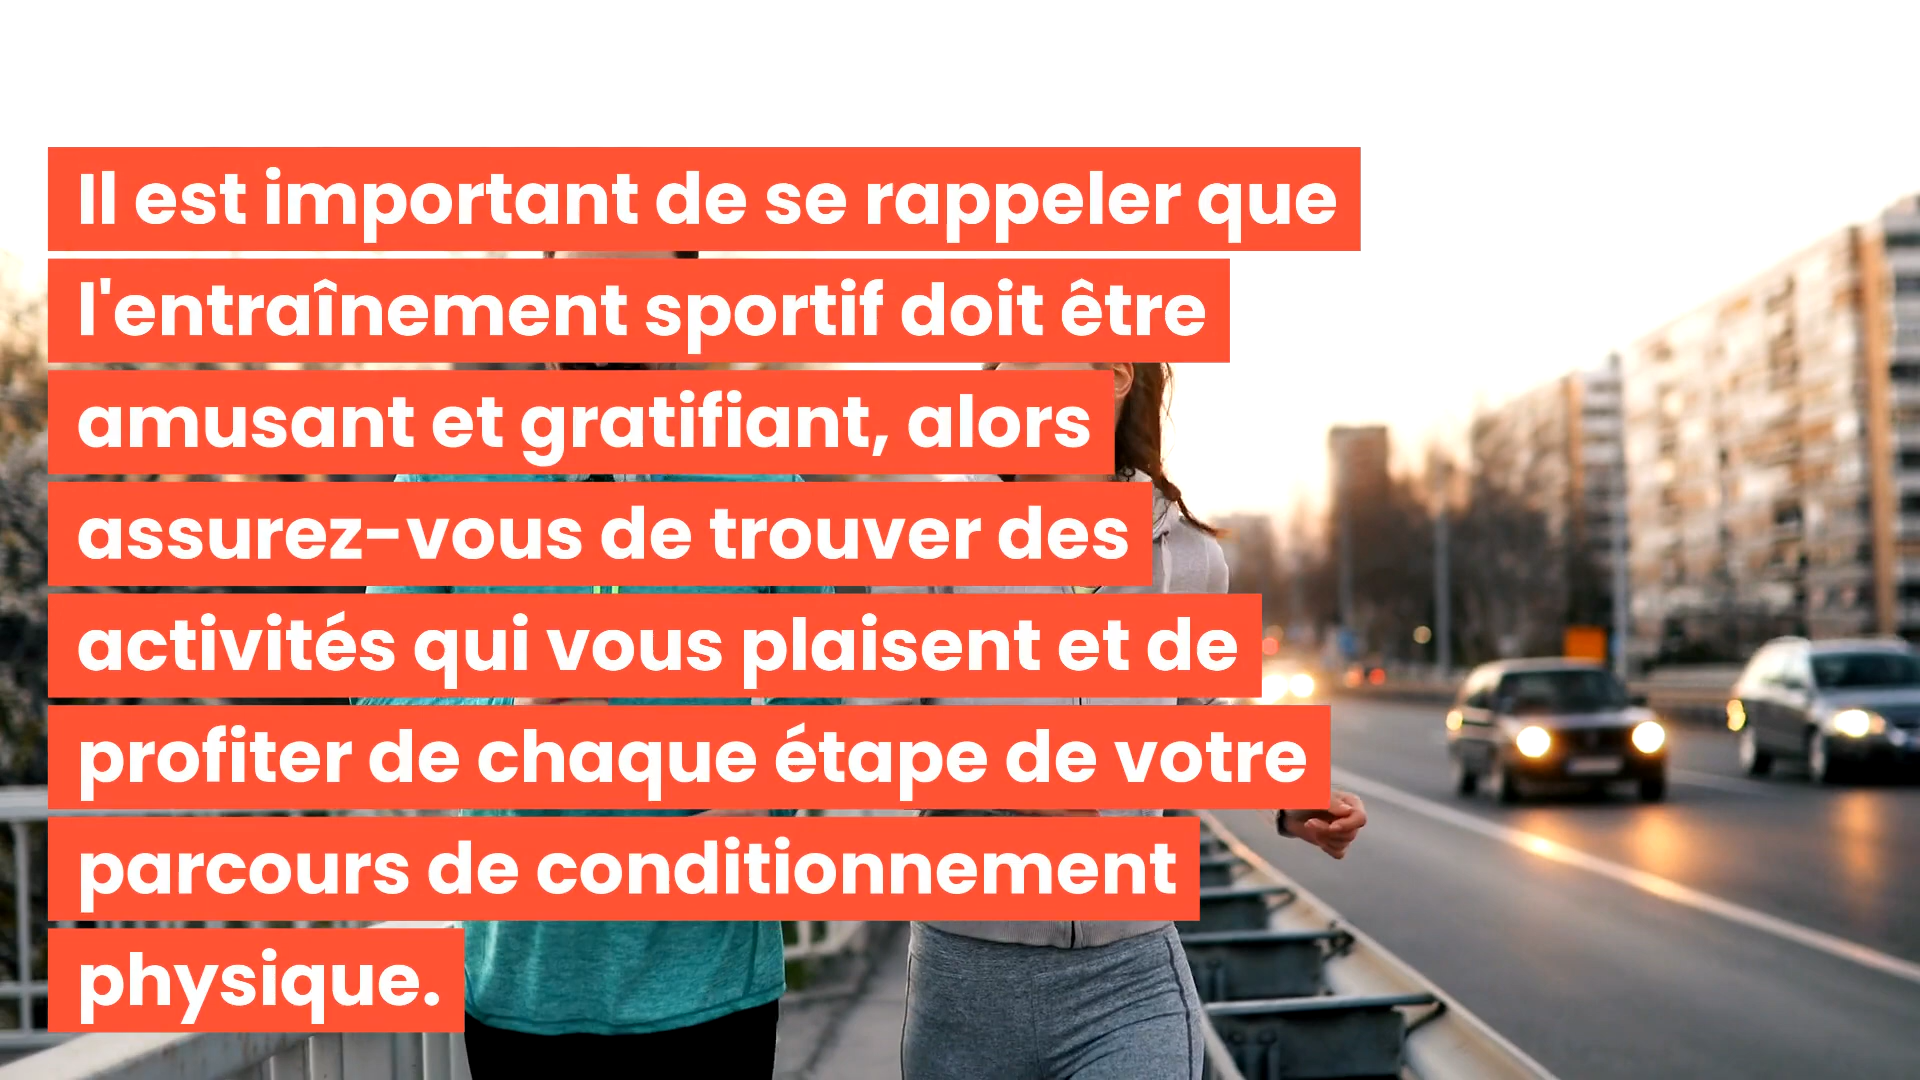 Il est important de se rappeler que
l'entraînement sportif doit être
amusant et gratifiant, alors
assurez-vous de trouver des
activités qui vous plaisent et de
profiter de chaque étape de votre
parcours de conditionnement
physique.